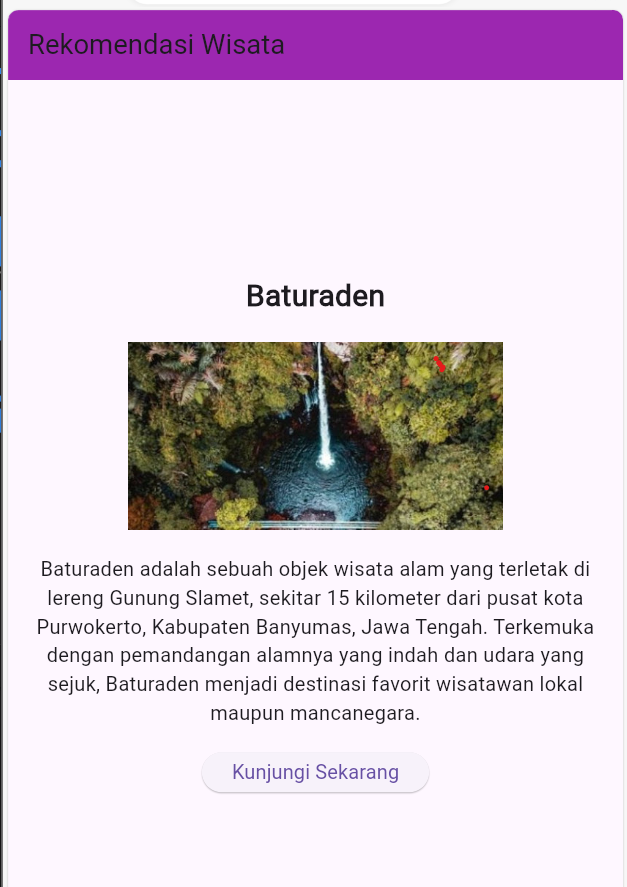 Rekomendasi Wisata
Baturaden
Baturaden adalah sebuah objek wisata alam yang terletak di
lereng Gunung Slamet, sekitar 15 kilometer dari pusat kota
Purwokerto, Kabupaten Banyumas, Jawa Tengah. Terkemuka
dengan pemandangan alamnya yang indah dan udara yang
sejuk, Baturaden menjadi destinasi favorit wisatawan lokal
maupun mancanegara.
Kunjungi Sekarang